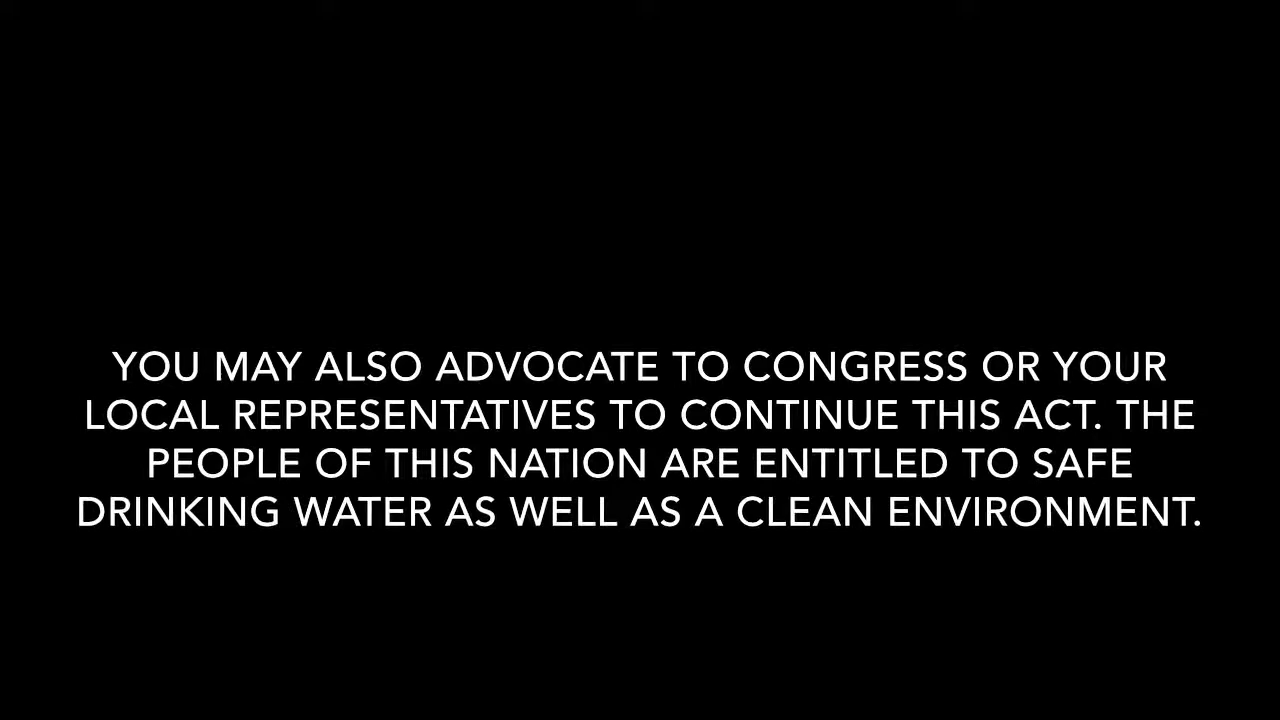 YOU MAY ALSO ADVOCATE TO CONGRESS OR YOUR
LOCAL REPRESENTATIVES TO CONTINUE THIS ACT. THE
PEOPLE OF THIS NATION ARE ENTITLED TO SAFE
DRINKING WATER AS WELL AS A CLEAN ENVIRONMENT.